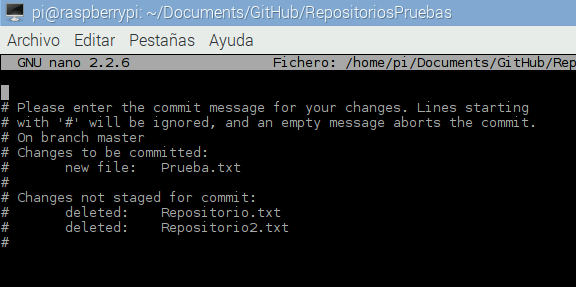 pi@raspberrypi: ~/Documents/GitHub/RepositoriosPruebas
Archivo Editar Pestañas Ayuda
GNU nano 2.2.6 Fichero: /home/pi/Documents/GitHub/Rep
# Please enter the commit message for your changes. Lines starting
# with '#' will be ignored, and an empty message aborts the commit.
# On branch master
# Changes to be committed:
#       new file:   Prueba.txt
#
# Changes not staged for commit:
#       deleted:    Repositorio.txt
#       deleted:    Repositorio2.txt
#